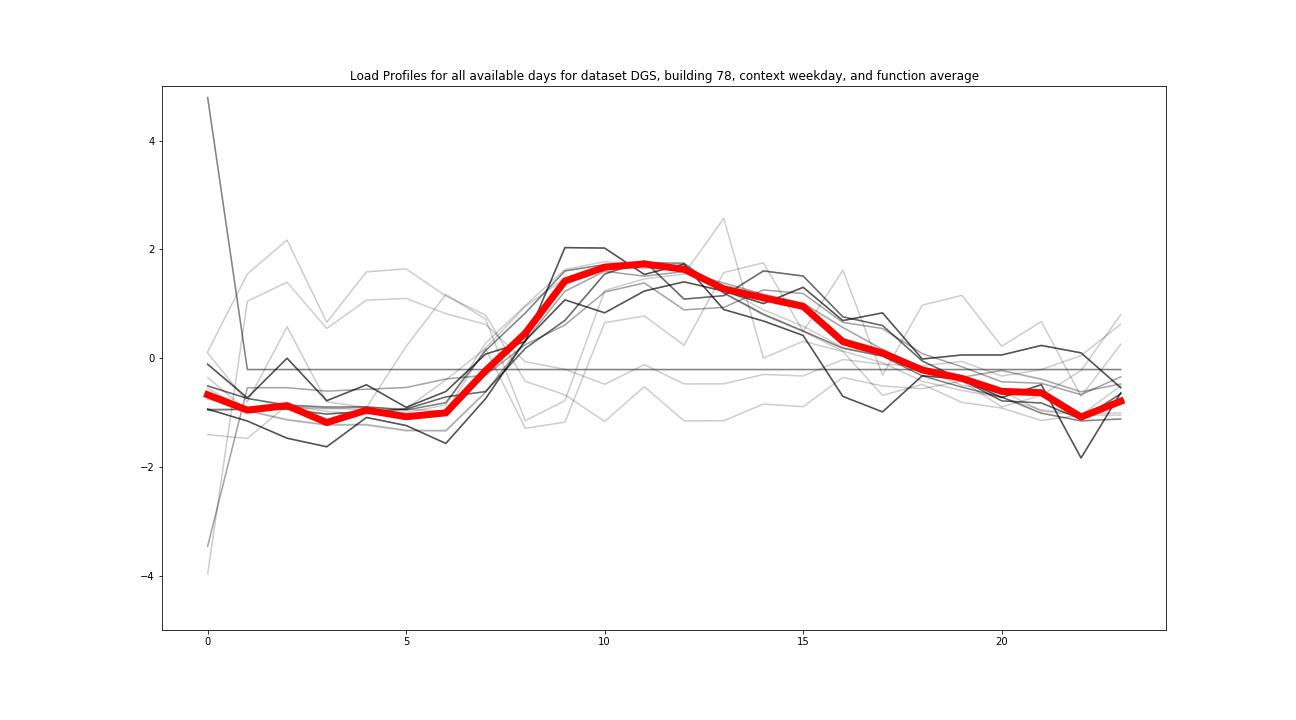 Load Profiles for all available days for dataset DGS, building 78, context weekday, and function average
4
2
0
−2
−4
0 5 10 15 20